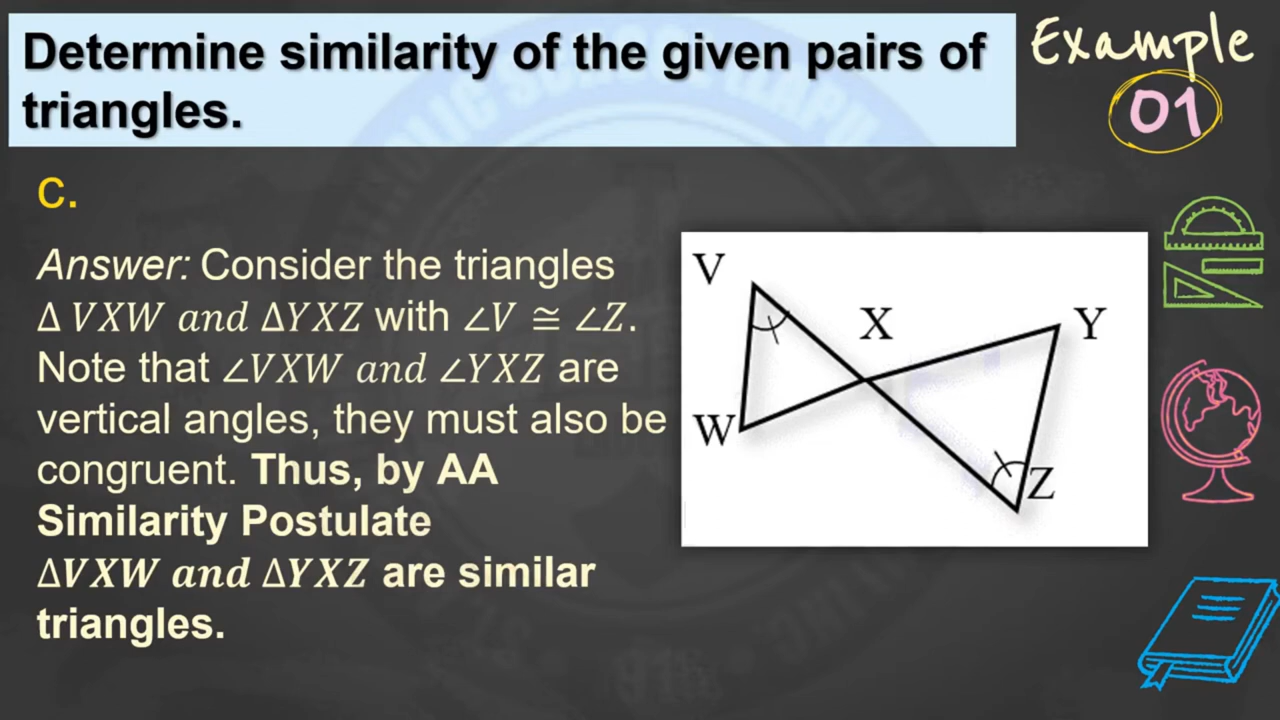 Determine similarity of the given pairs of
triangles.
Example
01
C.
Answer: Consider the triangles
Δ VXW and ΔYXZ with ∠V ≅ ∠Z.
Note that ∠VXW and ∠YXZ are
vertical angles, they must also be
congruent. Thus, by AA
Similarity Postulate
ΔVXW and ΔYXZ are similar
triangles.
V
X
Y
W
Z